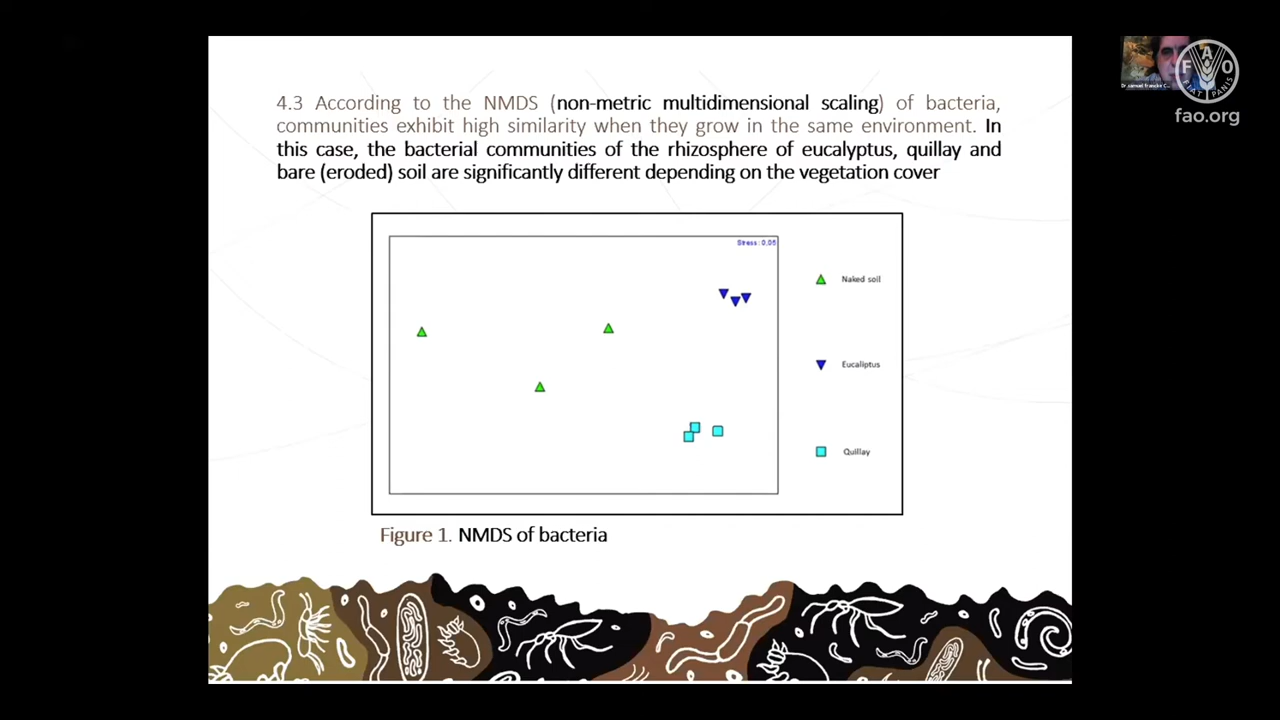 4.3 According to the NMDS (non-metric multidimensional scaling) of bacteria,
communities exhibit high similarity when they grow in the same environment. In
this case, the bacterial communities of the rhizosphere of eucalyptus, quillay and
bare (eroded) soil are significantly different depending on the vegetation cover
Stress: 0,05
Naked soil
Eucaliptus
Quillay
Figure 1. NMDS of bacteria
F A O
FIAT PANIS
fao.org